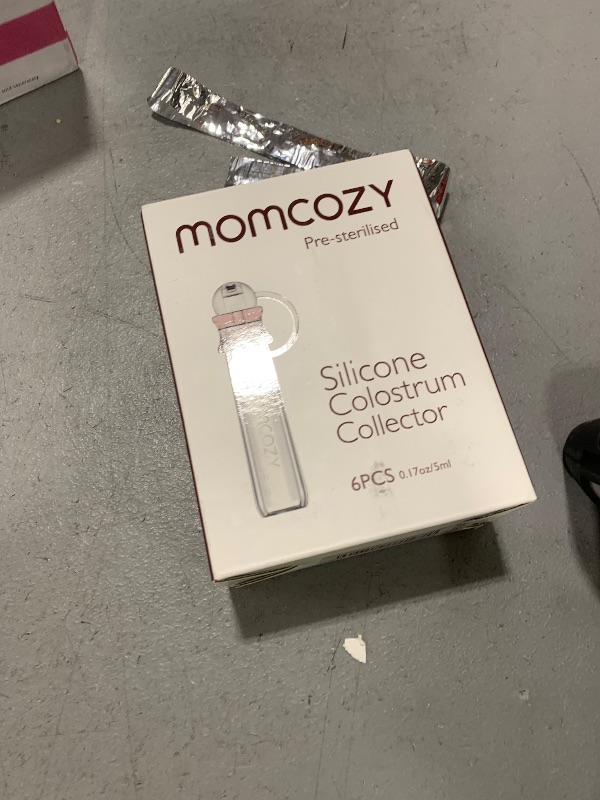 momcozy
Pre-sterilised
Silicone
Colostrum
Collector
6PCS 0.17oz/5ml